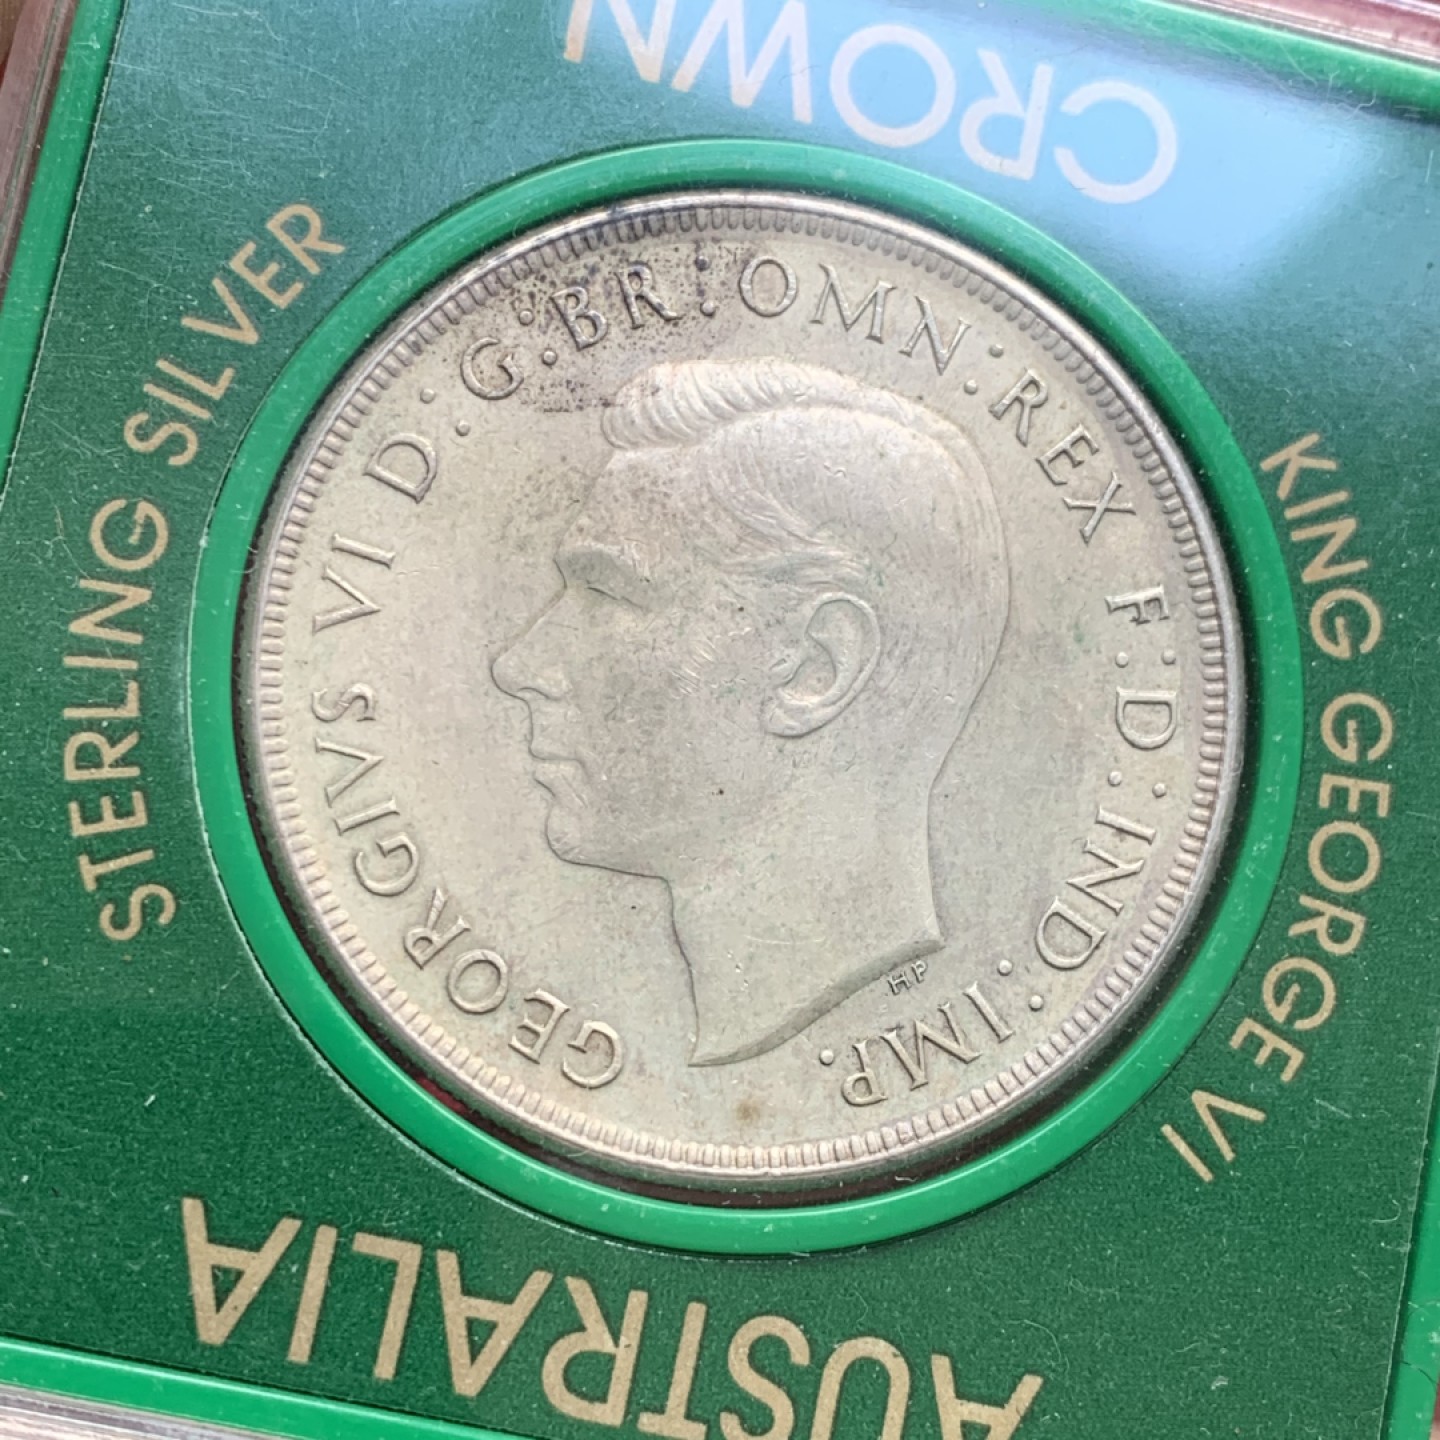 AUSTRALIA
KING GEORGE VI
STERLING SILVER
CROWN
GEORGIVS VI D: G: BR: OMN: REX F: D: IND: IMP.
HP